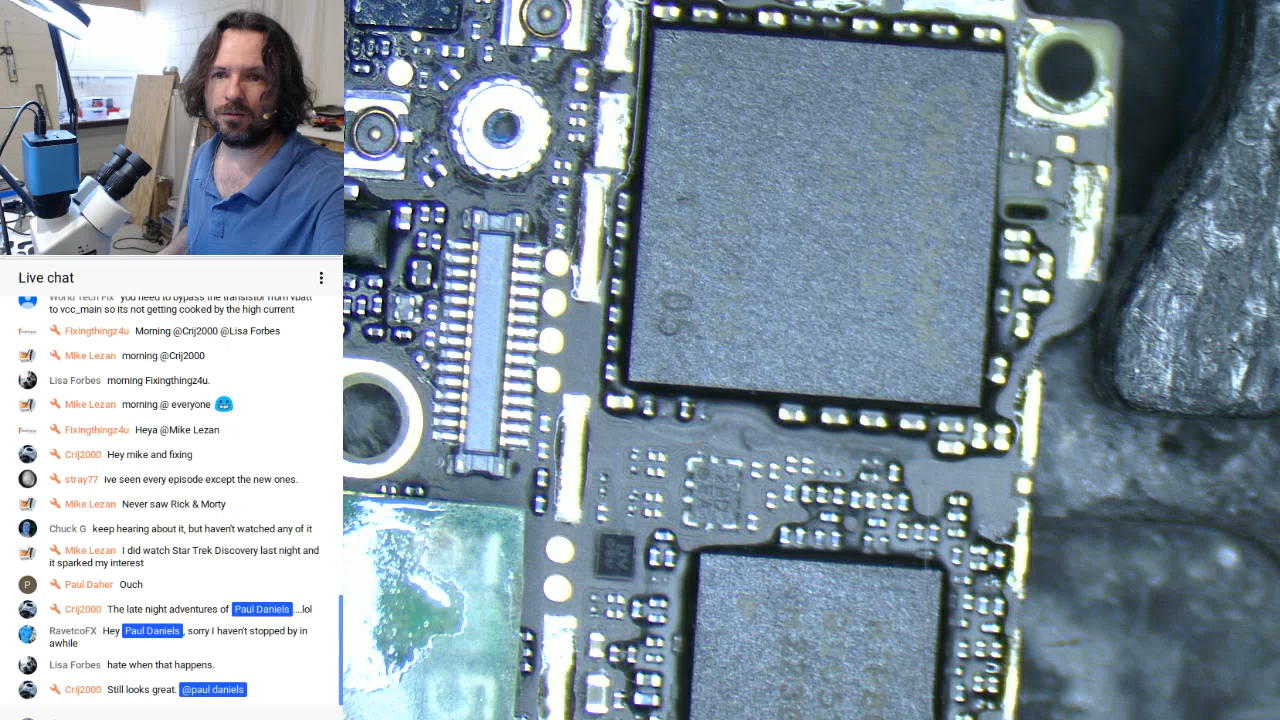 Live chat
World Tech Fix you need to bypass the transistor from vbatt
to vcc_main so its not getting cooked by the high current
Fixingthingz4u Morning @Crij2000 @Lisa Forbes
Mike Lezan morning @Crij2000
Lisa Forbes morning Fixingthingz4u.
Mike Lezan morning @ everyone
Fixingthingz4u Heya @Mike Lezan
Crij2000 Hey mike and fixing
stray77 ive seen every episode except the new ones.
Mike Lezan Never saw Rick & Morty
Chuck G keep hearing about it, but haven't watched any of it
Mike Lezan I did watch Star Trek Discovery last night and
it sparked my interest
P Paul Daher Ouch
Crij2000 The late night adventures of Paul Daniels....lol
RavetcoFX Hey Paul Daniels, sorry I haven't stopped by in
awhile
Lisa Forbes hate when that happens.
Crij2000 Still looks great. @paul daniels